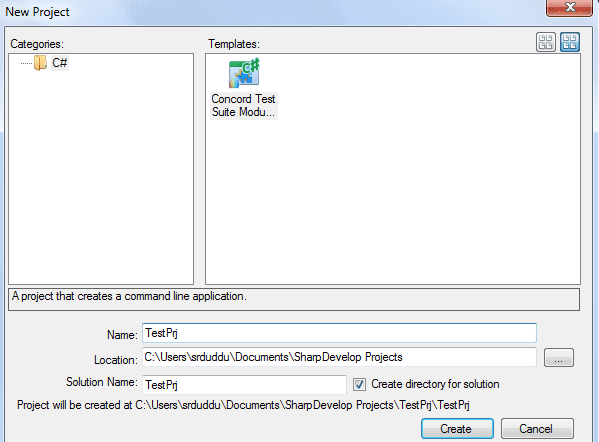 New Project
Categories:
Templates:
C#
Concord Test
Suite Modu...
A project that creates a command line application.
Name:
TestPrj
Location:
C:\Users\srduddu\Documents\SharpDevelop Projects
...
Solution Name:
TestPrj
Create directory for solution
Project will be created at C:\Users\srduddu\Documents\SharpDevelop Projects\TestPrj\TestPrj
Create
Cancel